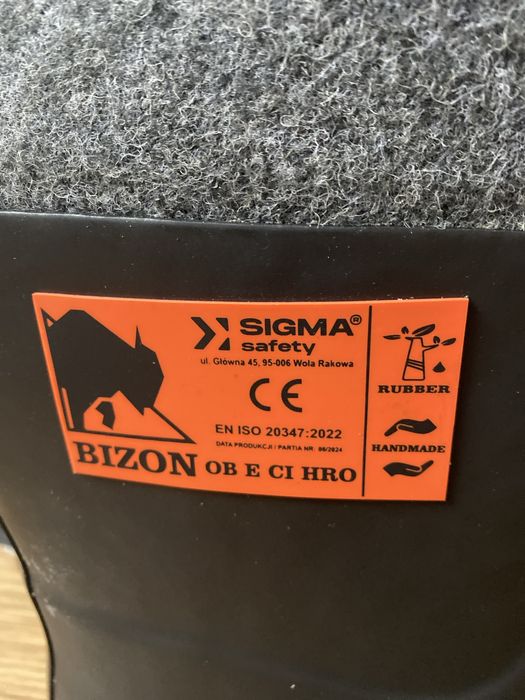 SIGMA®
safety
ul. Główna 45, 95-006 Wola Rakowa
CE
EN ISO 20347:2022
DATA PRODUKCJI / PARTIA NR 06/2024
BIZON OB E CI HRO
RUBBER
HANDMADE